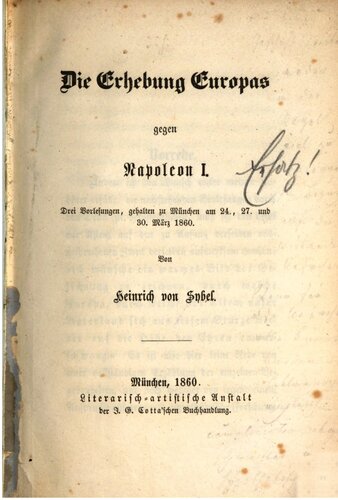 Die Erhebung Europas
gegen
Napoleon I.
Ersatz!
Drei Vorlesungen, gehalten zu München am 24., 27. und
30. März 1860.
Von
Heinrich von Sybel.
München, 1860.
Literarisch-artistische Anstalt
der J. G. Cotta'schen Buchhandlung.